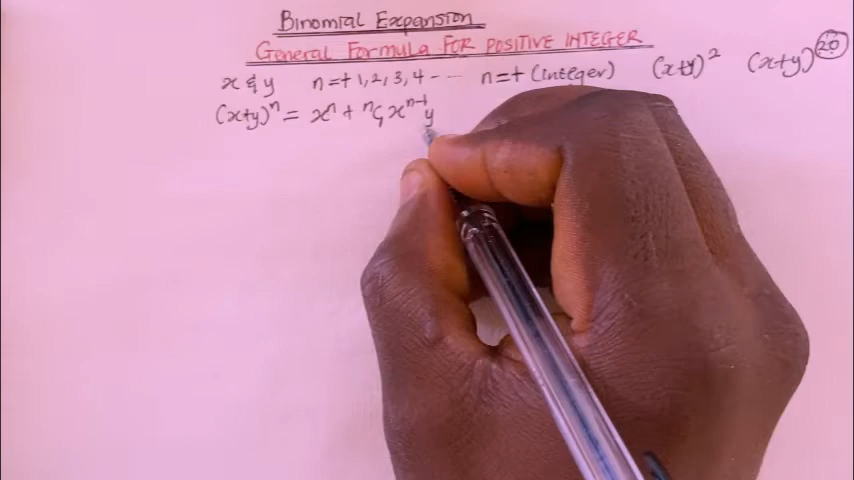 Binomial Expansion
General Formula FOR POSITIVE INTEGER
x & y n=+1,2,3,4 - ... n=+(integer) (x+y)² (x+y)²⁰
(x+y)ⁿ = xⁿ + ⁿC₁xⁿ⁻¹y